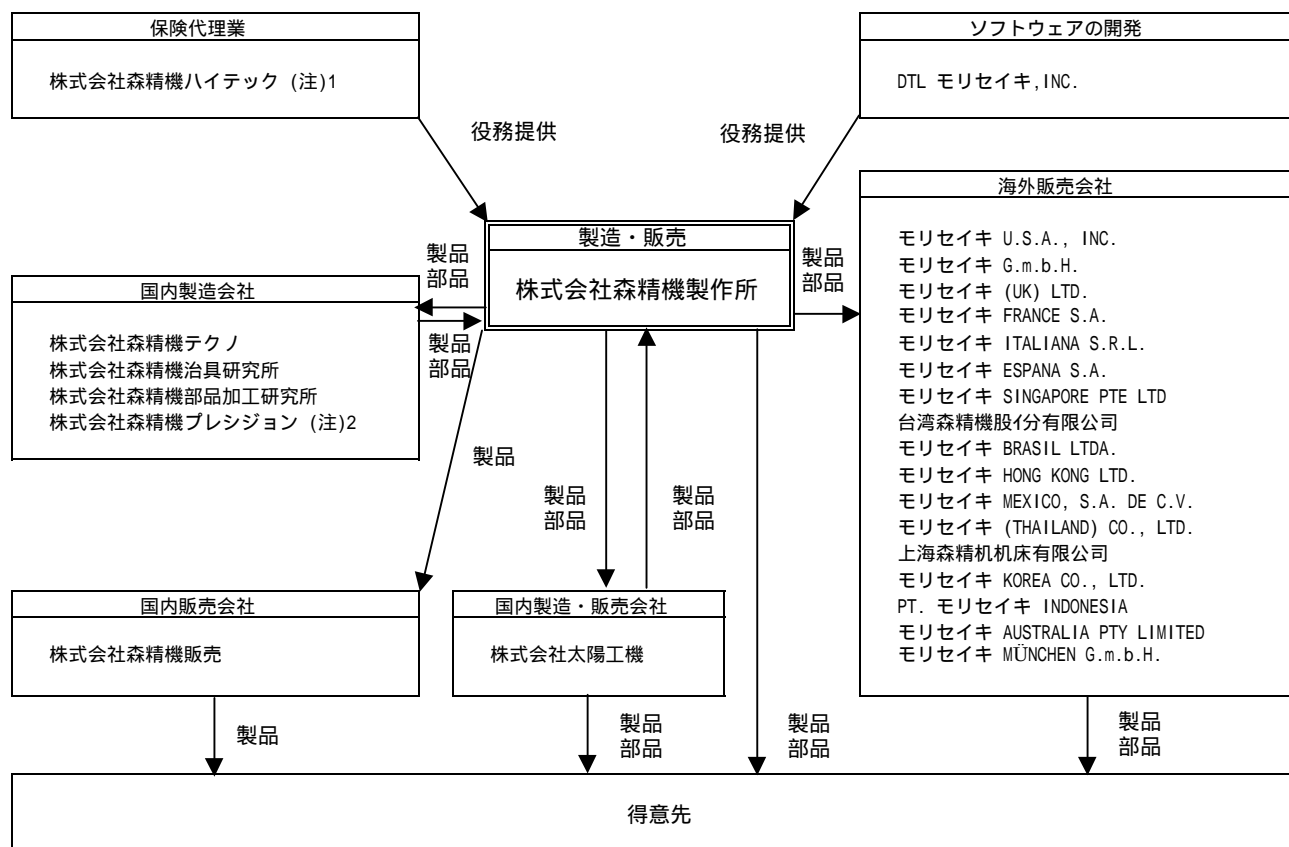 保険代理業
株式会社森精機ハイテック (注)1
ソフトウェアの開発
DTL モリセイキ,INC.
役務提供
役務提供
製造・販売
株式会社森精機製作所
製品
部品
製品
部品
製品
部品
国内製造会社
株式会社森精機テクノ
株式会社森精機治具研究所
株式会社森精機部品加工研究所
株式会社森精機プレシジョン (注)2
海外販売会社
モリセイキ U.S.A., INC.
モリセイキ G.m.b.H.
モリセイキ (UK) LTD.
モリセイキ FRANCE S.A.
モリセイキ ITALIANA S.R.L.
モリセイキ ESPANA S.A.
モリセイキ SINGAPORE PTE LTD
台湾森精機股份有限公司
モリセイキ BRASIL LTDA.
モリセイキ HONG KONG LTD.
モリセイキ MEXICO, S.A. DE C.V.
モリセイキ (THAILAND) CO., LTD.
上海森精机机床有限公司
モリセイキ KOREA CO., LTD.
PT. モリセイキ INDONESIA
モリセイキ AUSTRALIA PTY LIMITED
モリセイキ MÜNCHEN G.m.b.H.
製品
製品
部品
製品
部品
国内販売会社
株式会社森精機販売
国内製造・販売会社
株式会社太陽工機
製品
製品
部品
製品
部品
製品
部品
得意先